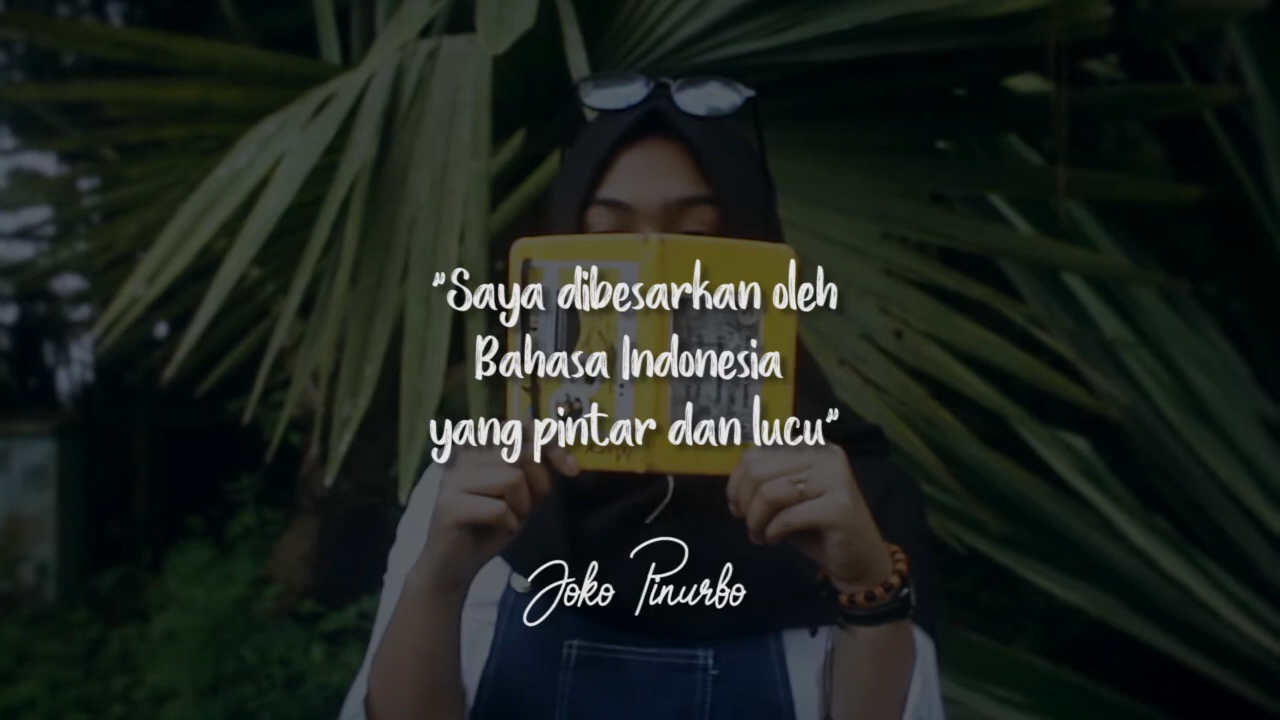 "Saya dibesarkan oleh
Bahasa Indonesia
yang pintar dan lucu"
Joko Pinurbo